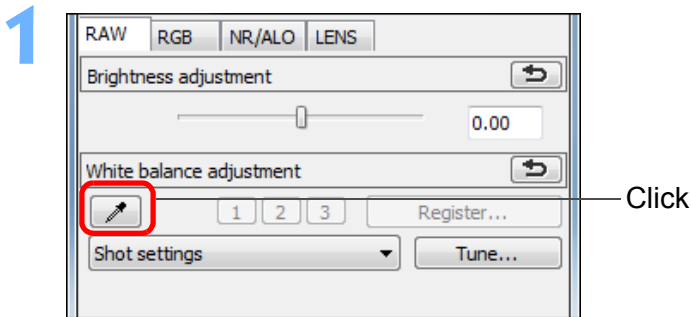 1
RAW RGB NR/ALO LENS
Brightness adjustment
0.00
White balance adjustment
Click
1 2 3 Register...
Shot settings Tune...